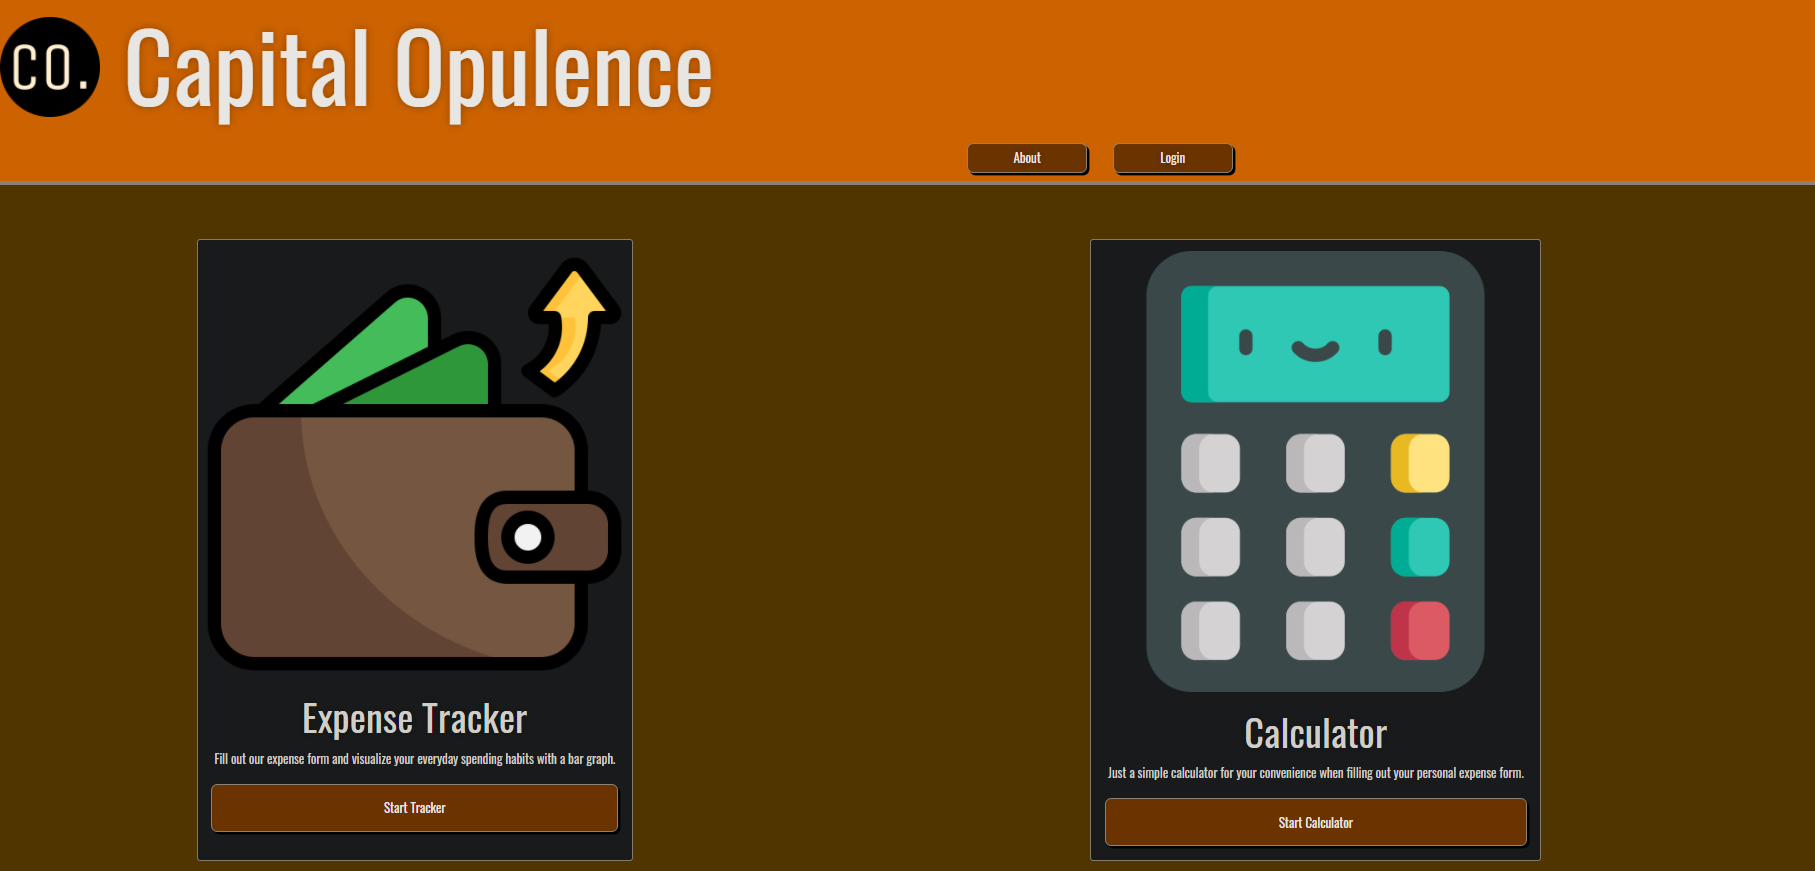 CO.
Capital Opulence
About
Login
Expense Tracker
Fill out our expense form and visualize your everyday spending habits with a bar graph.
Start Tracker
Calculator
Just a simple calculator for your convenience when filling out your personal expense form.
Start Calculator